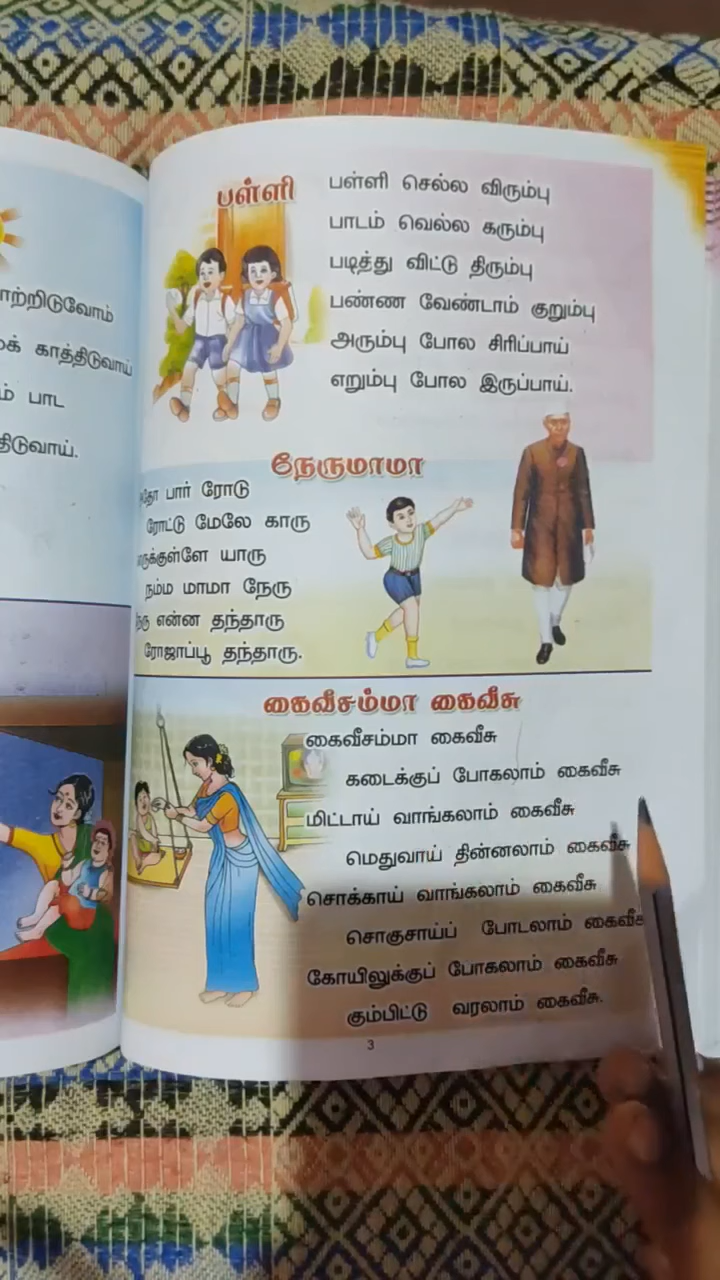 ாற்றிடுவோம்
க் காத்திடுவாய்
ம் பாட
திடுவாய்.
பள்ளி
பள்ளி செல்ல விரும்பு
பாடம் வெல்ல கரும்பு
படித்து விட்டு திரும்பு
பண்ண வேண்டாம் குறும்பு
அரும்பு போல சிரிப்பாய்
எறும்பு போல இருப்பாய்.
நேருமாமா
பார் ரோடு
ரோட்டு மேலே காரு
யாரு
நம்ம மாமா நேரு
என்ன தந்தாரு
ரோஜாப்பூ தந்தாரு.
கைவீசம்மா கைவீசு
கைவீசம்மா கைவீசு
கடைக்குப் போகலாம் கைவீசு
மிட்டாய் வாங்கலாம் கைவீசு
மெதுவாய் தின்னலாம் கைவீசு
சொக்காய் வாங்கலாம் கைவீசு
சொகுசாய்ப் போடலாம் கைவீசு
கோயிலுக்குப் போகலாம் கைவீசு
கும்பிட்டு வரலாம் கைவீசு.
3